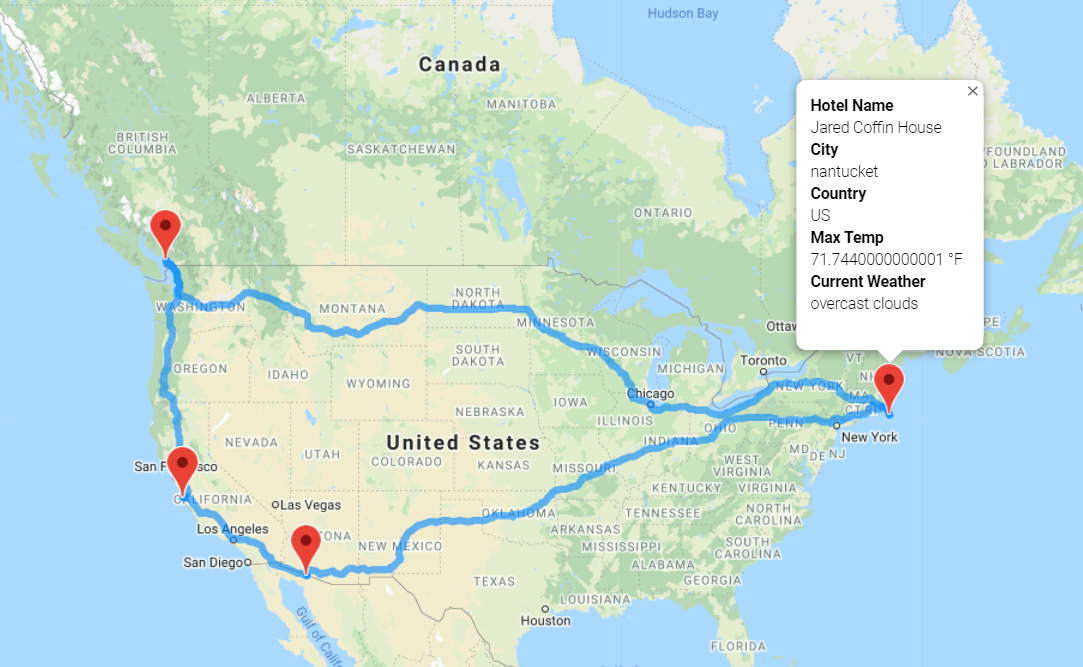 Hudson Bay
Canada
ALBERTA
MANITOBA
BRITISH
COLUMBIA
SASKATCHEWAN
ONTARIO
Hotel Name
Jared Coffin House
City
nantucket
Country
US
Max Temp
71.7440000000001 °F
Current Weather
overcast clouds
FOUNDLAND
LABRADOR
NOVA SCOTIA
WASHINGTON
MONTANA
NORTH
DAKOTA
MINNESOTA
Ottaw
VT
NH
OREGON
IDAHO
WYOMING
SOUTH
DAKOTA
WISCONSIN
MICHIGAN
Toronto
NEW YORK
MA
CT RI
Chicago
IOWA
NEBRASKA
ILLINOIS
INDIANA
OHIO
PENN
New York
United States
NEVADA
UTAH
COLORADO
KANSAS
MISSOURI
WEST
VIRGINIA
MD
DE
NJ
KENTUCKY
VIRGINIA
San F
sco
CALIFORNIA
Las Vegas
Los Angeles
San Diego
ONA
NEW MEXICO
OKLAHOMA
ARKANSAS
TENNESSEE
NORTH
CAROLINA
MISSISSIPPI
SOUTH
CAROLINA
ALABAMA
GEORGIA
TEXAS
LOUISIANA
Houston
FLORIDA
Gulf of Calif